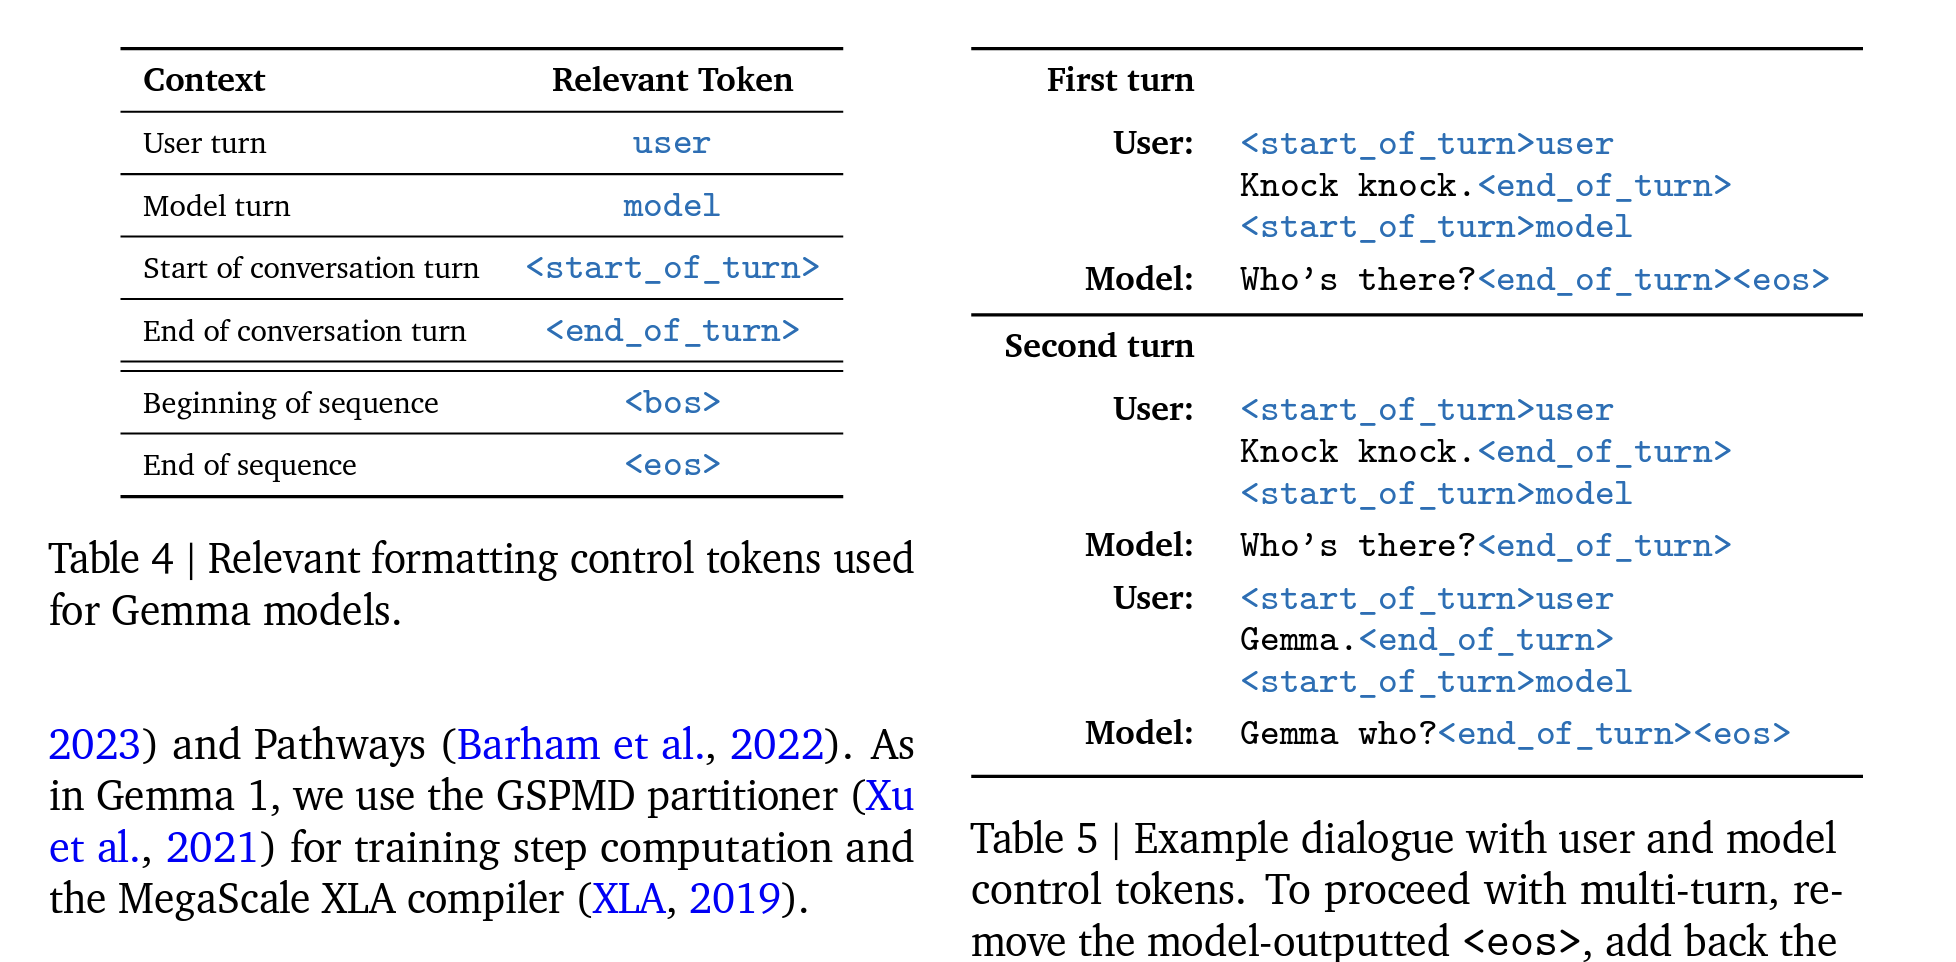 Context Relevant Token
User turn user
Model turn model
Start of conversation turn <start_of_turn>
End of conversation turn <end_of_turn>
Beginning of sequence <bos>
End of sequence <eos>
Table 4 | Relevant formatting control tokens used
for Gemma models.
2023) and Pathways (Barham et al., 2022). As
in Gemma 1, we use the GSPMD partitioner (Xu
et al., 2021) for training step computation and
the MegaScale XLA compiler (XLA, 2019).
First turn
User: <start_of_turn>user
Knock knock.<end_of_turn>
<start_of_turn>model
Model: Who's there?<end_of_turn><eos>
Second turn
User: <start_of_turn>user
Knock knock.<end_of_turn>
<start_of_turn>model
Model: Who's there?<end_of_turn>
User: <start_of_turn>user
Gemma.<end_of_turn>
<start_of_turn>model
Model: Gemma who?<end_of_turn><eos>
Table 5 | Example dialogue with user and model
control tokens. To proceed with multi-turn, re-
move the model-outputted <eos>, add back the